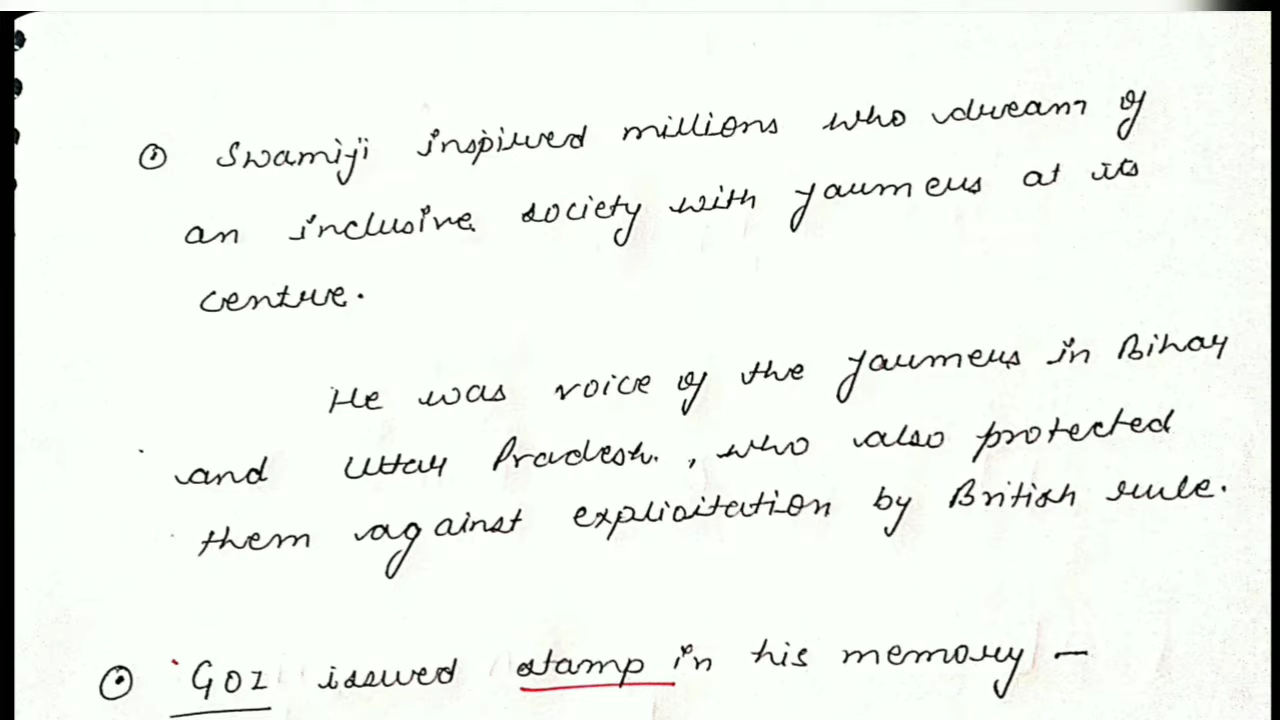 ⊙ Swamiji inspired millions who dream of
an inclusive society with farmers at its
centre.
He was voice of the farmers in Bihar
and Uttar Pradesh. , who also protected
them against exploitation by British rule.
⊙ GOI issued stamp in his memory –